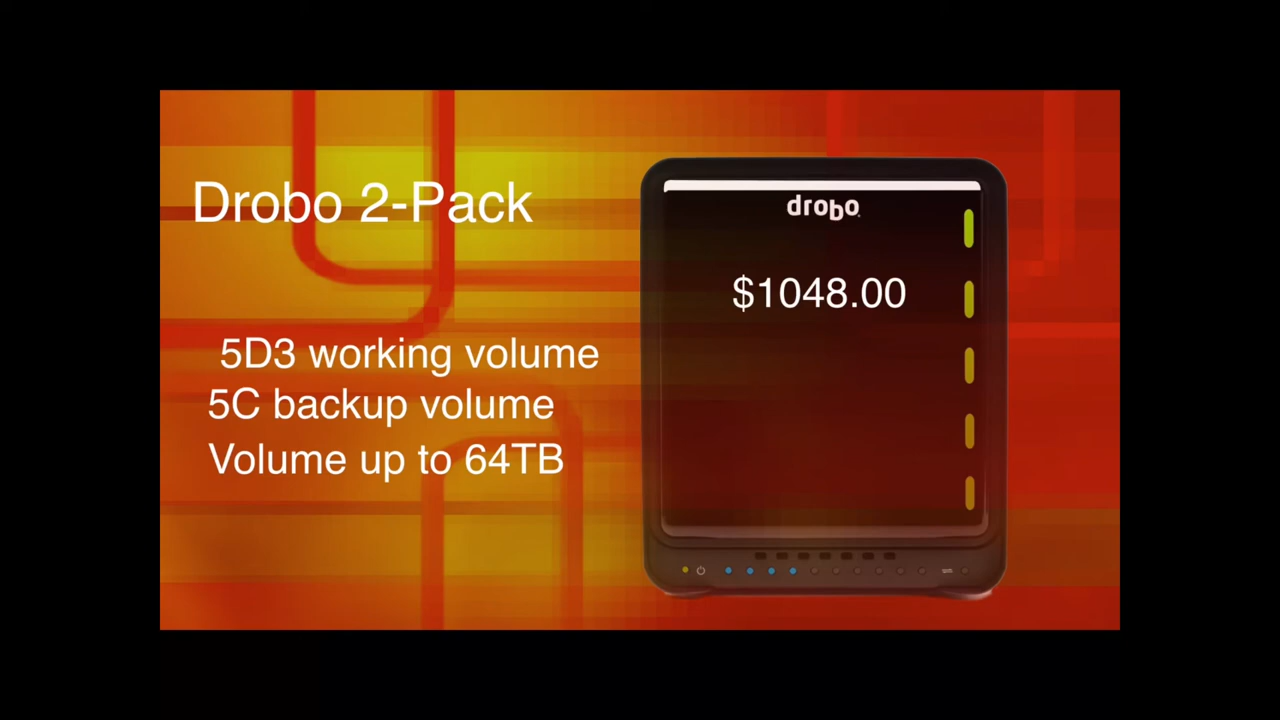 Drobo 2-Pack
drobo
$1048.00
5D3 working volume
5C backup volume
Volume up to 64TB